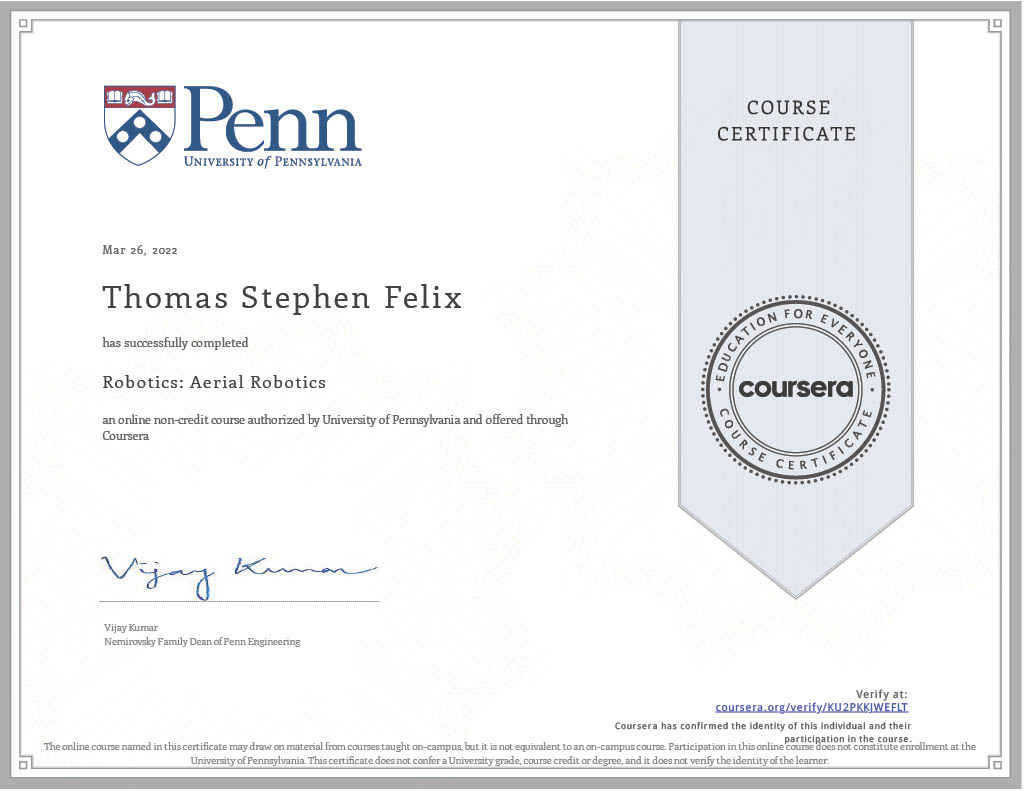 Penn
UNIVERSITY of PENNSYLVANIA
COURSE
CERTIFICATE
Mar 26, 2022
Thomas Stephen Felix
has successfully completed
Robotics: Aerial Robotics
an online non-credit course authorized by University of Pennsylvania and offered through
Coursera
EDUCATION FOR EVERYONE
coursera
COURSE CERTIFICATE
Vijay Kumar
Vijay Kumar
Nemirovsky Family Dean of Penn Engineering
Verify at:
coursera.org/verify/KU2PKKJWEFLT
Coursera has confirmed the identity of this individual and their
participation in the course.
The online course named in this certificate may draw on material from courses taught on-campus, but it is not equivalent to an on-campus course. Participation in this online course does not constitute enrollment at the
University of Pennsylvania. This certificate does not confer a University grade, course credit or degree, and it does not verify the identity of the learner.